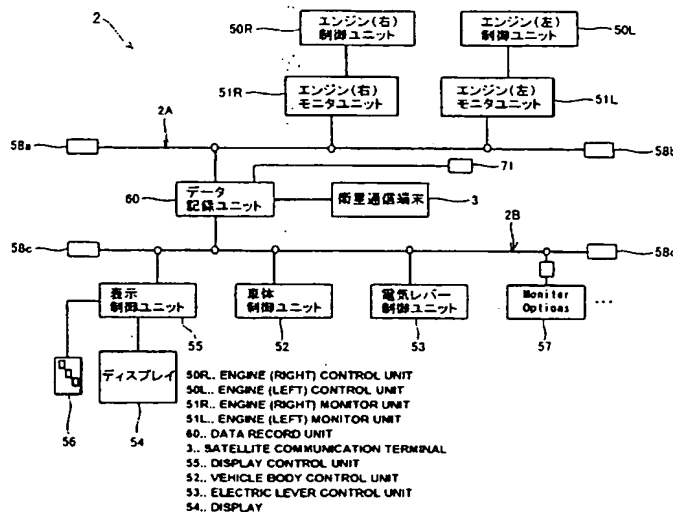 2
50R
エンジン(右)
制御ユニット
エンジン(左)
制御ユニット
50L
51R
エンジン(右)
モニタユニット
エンジン(左)
モニタユニット
51L
2A
58a
58b
71
60
データ
記録ユニット
衛星通信端末
3
58c
2B
58d
表示
制御ユニット
車体
制御ユニット
電気レバー
制御ユニット
Moniter
Options
...
55
52
53
57
ディスプレイ
56
54
50R.. ENGINE (RIGHT) CONTROL UNIT
50L.. ENGINE (LEFT) CONTROL UNIT
51R.. ENGINE (RIGHT) MONITOR UNIT
51L.. ENGINE (LEFT) MONITOR UNIT
60.. DATA RECORD UNIT
3.. SATELLITE COMMUNICATION TERMINAL
55.. DISPLAY CONTROL UNIT
52.. VEHICLE BODY CONTROL UNIT
53.. ELECTRIC LEVER CONTROL UNIT
54.. DISPLAY